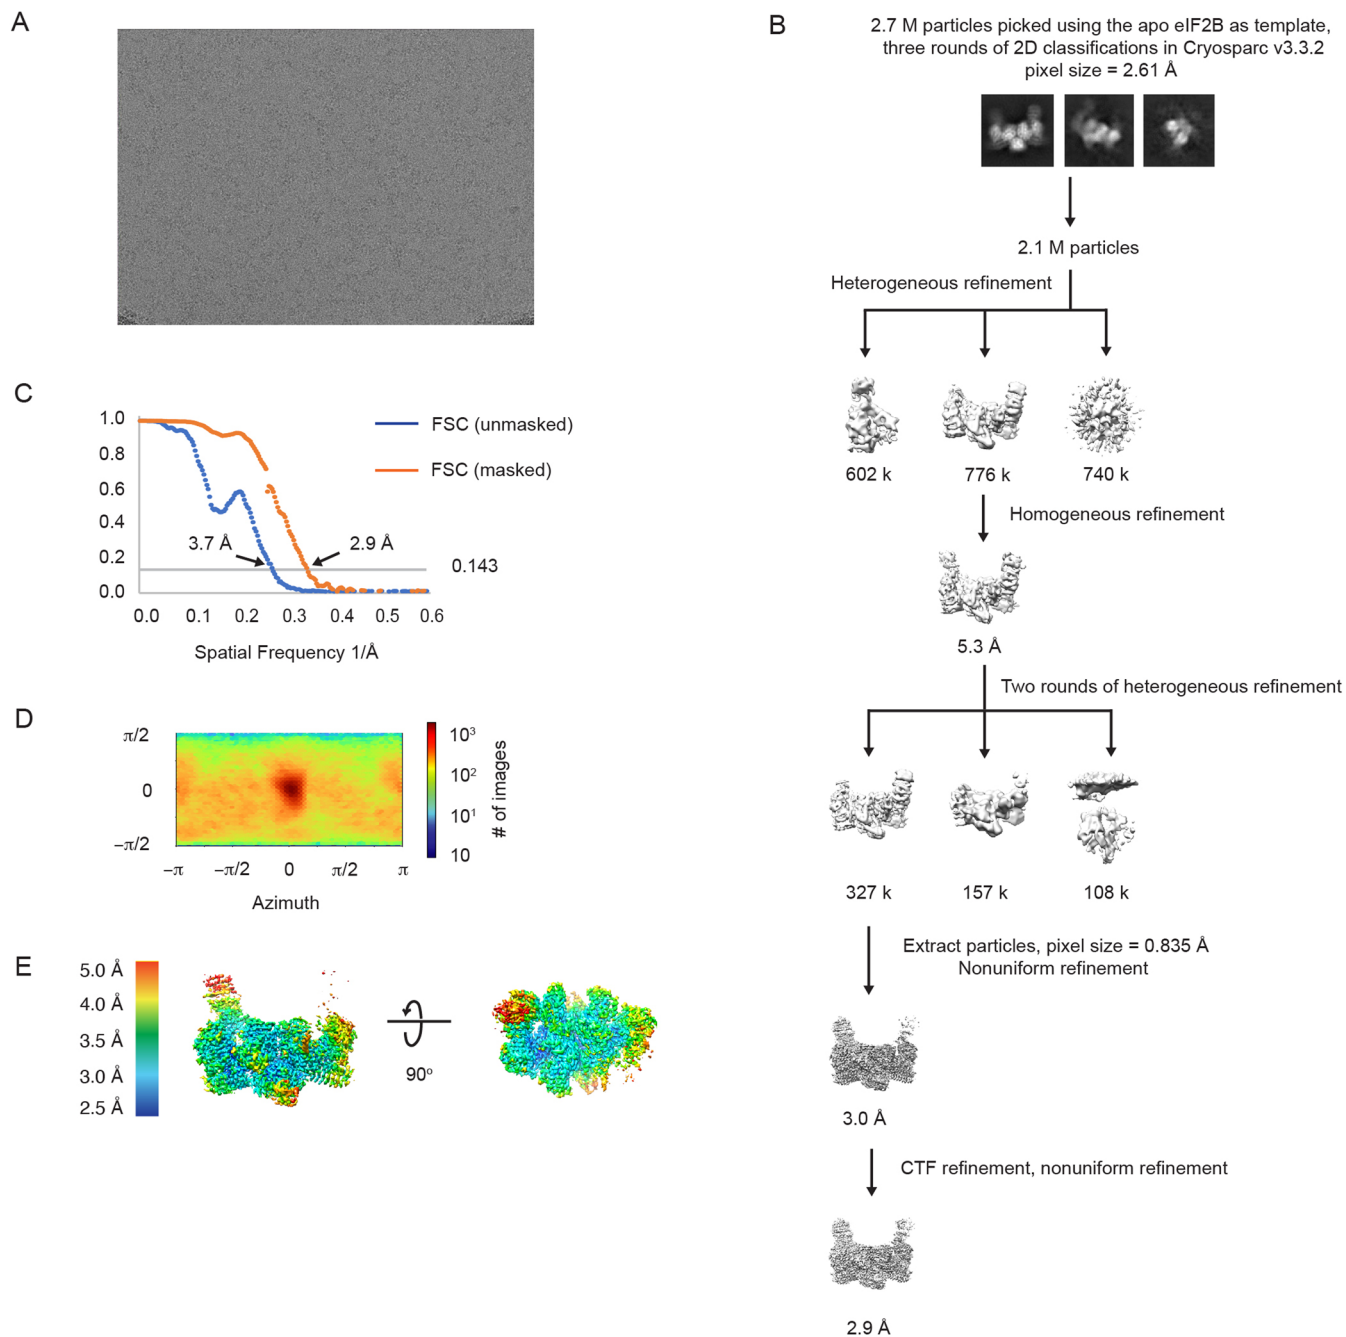 A
B
2.7 M particles picked using the apo eIF2B as template,
three rounds of 2D classifications in Cryosparc v3.3.2
pixel size = 2.61 Å
2.1 M particles
Heterogeneous refinement
602 k
776 k
740 k
Homogeneous refinement
5.3 Å
Two rounds of heterogeneous refinement
327 k
157 k
108 k
Extract particles, pixel size = 0.835 Å
Nonuniform refinement
3.0 Å
CTF refinement, nonuniform refinement
2.9 Å
C
1.0
0.8
0.6
0.4
0.2
0.0
FSC (unmasked)
FSC (masked)
3.7 Å
2.9 Å
0.143
0.0 0.1 0.2 0.3 0.4 0.5 0.6
Spatial Frequency 1/Å
D
π/2
0
–π/2
–π –π/2 0 π/2 π
Azimuth
10³
10²
10¹
10
# of images
E
5.0 Å
4.0 Å
3.5 Å
3.0 Å
2.5 Å
90°